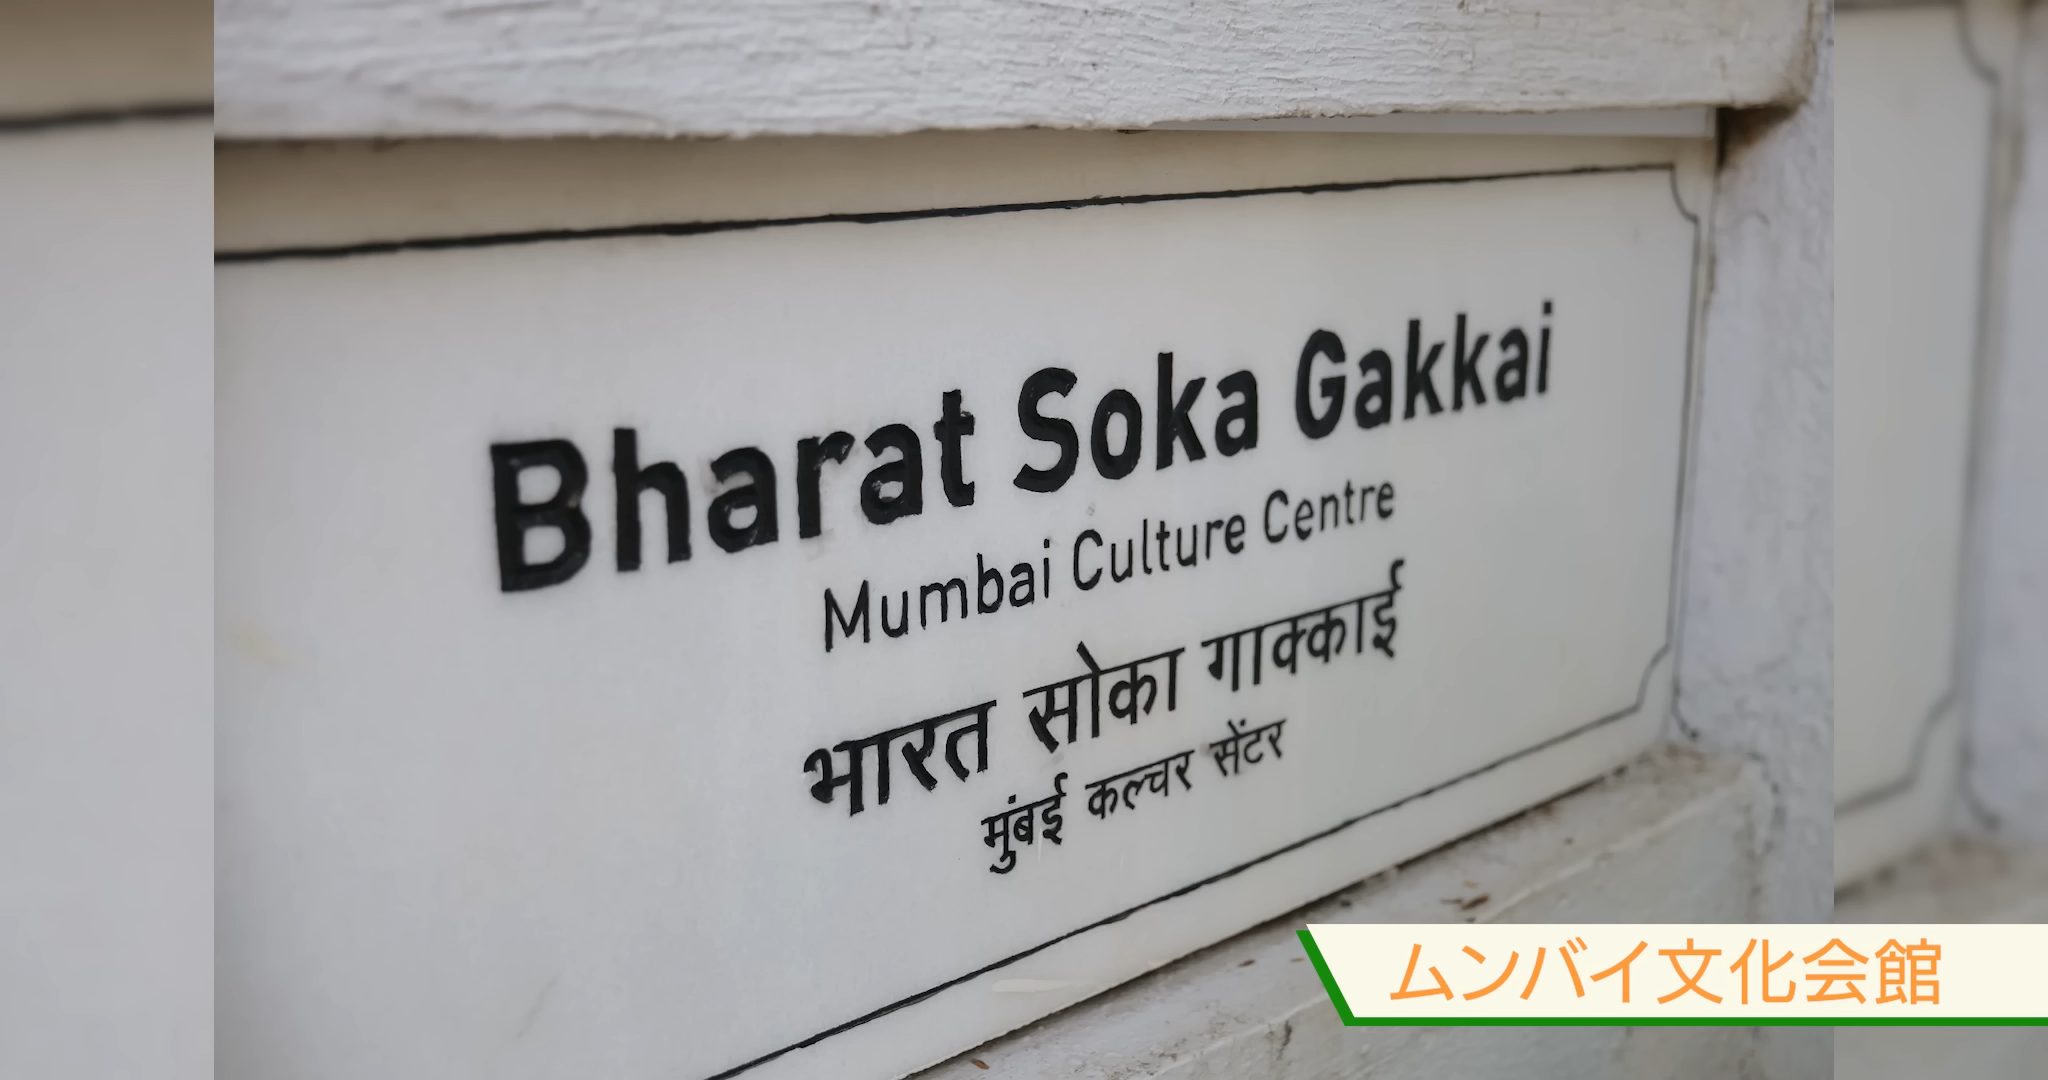 Bharat Soka Gakkai
Mumbai Culture Centre
भारत सोका गाक्काई
मुंबई कल्चर सेंटर
ムンバイ文化会館